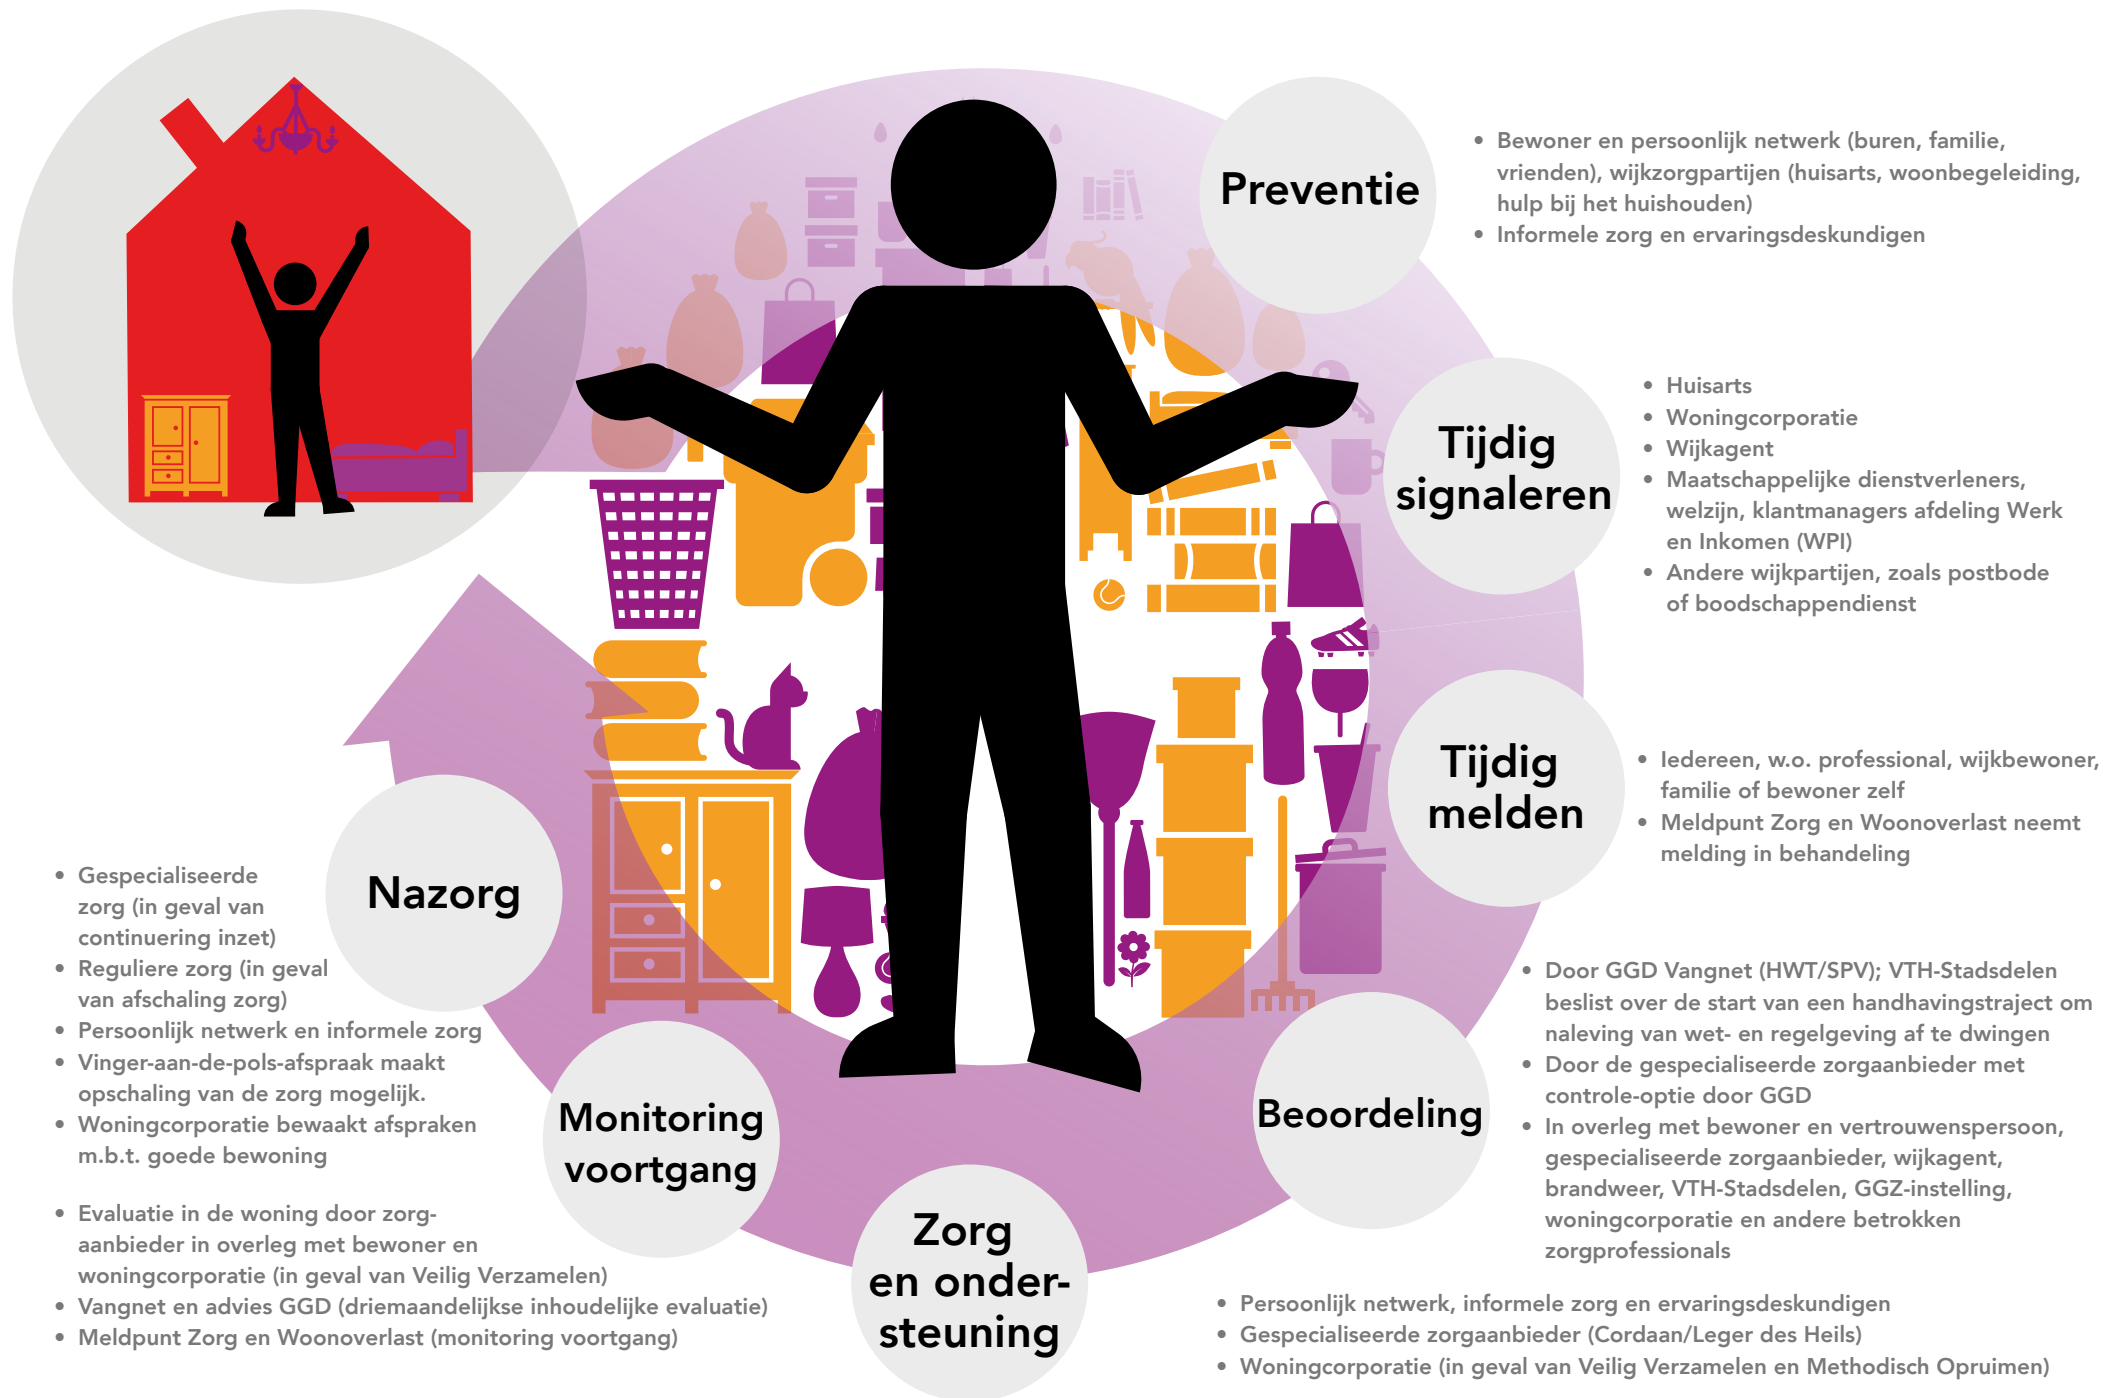 Preventie
• Bewoner en persoonlijk netwerk (buren, familie,
vrienden), wijkzorgpartijen (huisarts, woonbegeleiding,
hulp bij het huishouden)
• Informele zorg en ervaringsdeskundigen
Tijdig
signaleren
• Huisarts
• Woningcorporatie
• Wijkagent
• Maatschappelijke dienstverleners,
welzijn, klantmanagers afdeling Werk
en Inkomen (WPI)
• Andere wijkpartijen, zoals postbode
of boodschappendienst
Tijdig
melden
• Iedereen, w.o. professional, wijkbewoner,
familie of bewoner zelf
• Meldpunt Zorg en Woonoverlast neemt
melding in behandeling
Beoordeling
• Door GGD Vangnet (HWT/SPV); VTH-Stadsdelen
beslist over de start van een handhavingstraject om
naleving van wet- en regelgeving af te dwingen
• Door de gespecialiseerde zorgaanbieder met
controle-optie door GGD
• In overleg met bewoner en vertrouwenspersoon,
gespecialiseerde zorgaanbieder, wijkagent,
brandweer, VTH-Stadsdelen, GGZ-instelling,
woningcorporatie en andere betrokken
zorgprofessionals
Zorg
en onder-
steuning
• Persoonlijk netwerk, informele zorg en ervaringsdeskundigen
• Gespecialiseerde zorgaanbieder (Cordaan/Leger des Heils)
• Woningcorporatie (in geval van Veilig Verzamelen en Methodisch Opruimen)
Monitoring
voortgang
• Evaluatie in de woning door zorg-
aanbieder in overleg met bewoner en
woningcorporatie (in geval van Veilig Verzamelen)
• Vangnet en advies GGD (driemaandelijkse inhoudelijke evaluatie)
• Meldpunt Zorg en Woonoverlast (monitoring voortgang)
Nazorg
• Gespecialiseerde
zorg (in geval van
continuering inzet)
• Reguliere zorg (in geval
van afschaling zorg)
• Persoonlijk netwerk en informele zorg
• Vinger-aan-de-pols-afspraak maakt
opschaling van de zorg mogelijk.
• Woningcorporatie bewaakt afspraken
m.b.t. goede bewoning